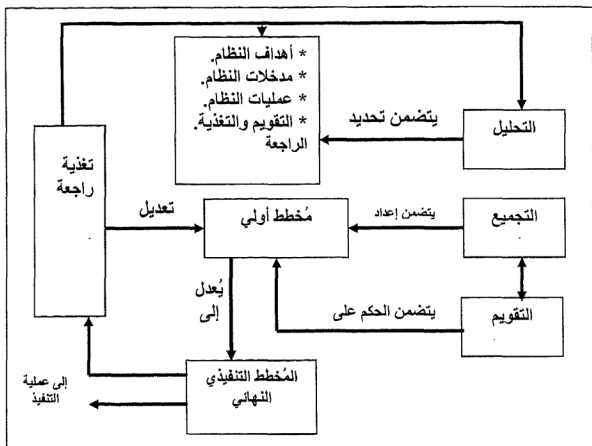 * أهداف النظام.
* مدخلات النظام.
* عمليات النظام.
* التقويم والتغذية.
الراجعة
يتضمن تحديد
التحليل
تغذية
راجعة
تعديل
مُخطط أولي
يتضمن إعداد
التجميع
يُعدل
إلى
يتضمن الحكم على
التقويم
المُخطط التنفيذي
النهائي
إلى عملية
التنفيذ